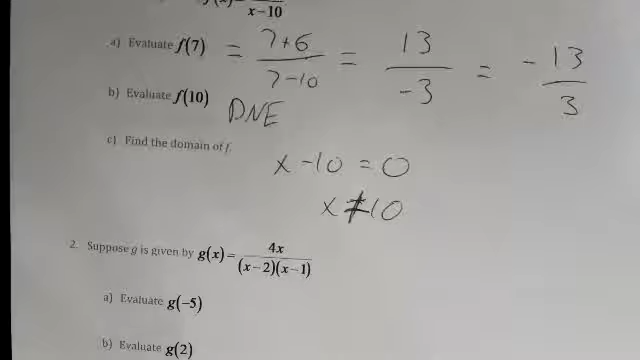 f(x) =
x−10
a) Evaluate f(7) = 7+6 / 7−10 = 13 / −3 = −13 / 3
b) Evaluate f(10) DNE
c) Find the domain of f.
x −10 = 0
x ≠ 10
2. Suppose g is given by g(x) = 4x / (x−2)(x−1)
a) Evaluate g(−5)
b) Evaluate g(2)